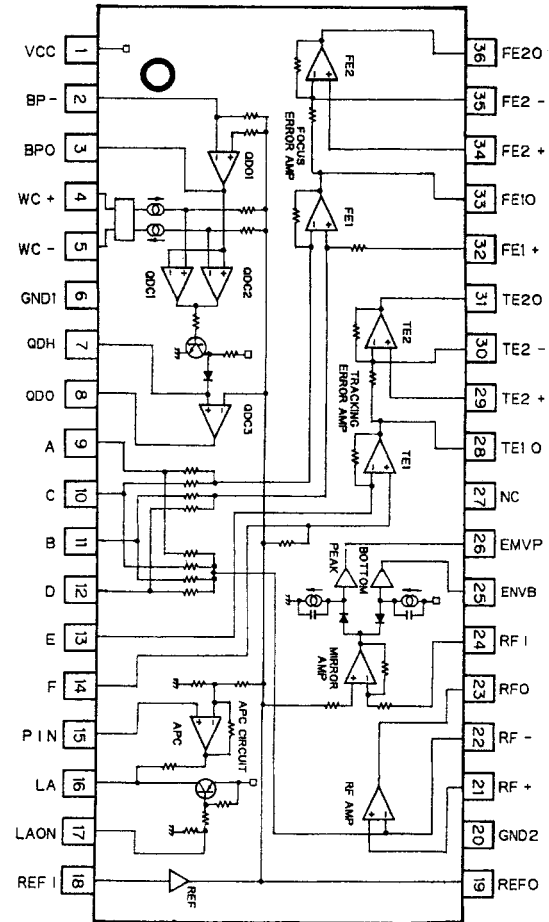 VCC 1
BP - 2
BPO 3
WC + 4
WC - 5
GND1 6
QDH 7
QDO 8
A 9
C 10
B 11
D 12
E 13
F 14
PIN 15
LA 16
LAON 17
REF I 18
36 FE2O
35 FE2 -
34 FE2 +
33 FE1O
32 FE1 +
31 TE2O
30 TE2 -
29 TE2 +
28 TE1 O
27 NC
26 EMVP
25 ENVB
24 RF I
23 RFO
22 RF -
21 RF +
20 GND2
19 REFO
QDO1
QDC1
QDC2
QDC3
FE2
FOCUS
ERROR AMP
FE1
TE2
TRACKING
ERROR AMP
TE1
PEAK
BOTTOM
MIRROR
AMP
APC
APC CIRCUIT
RF AMP
REF